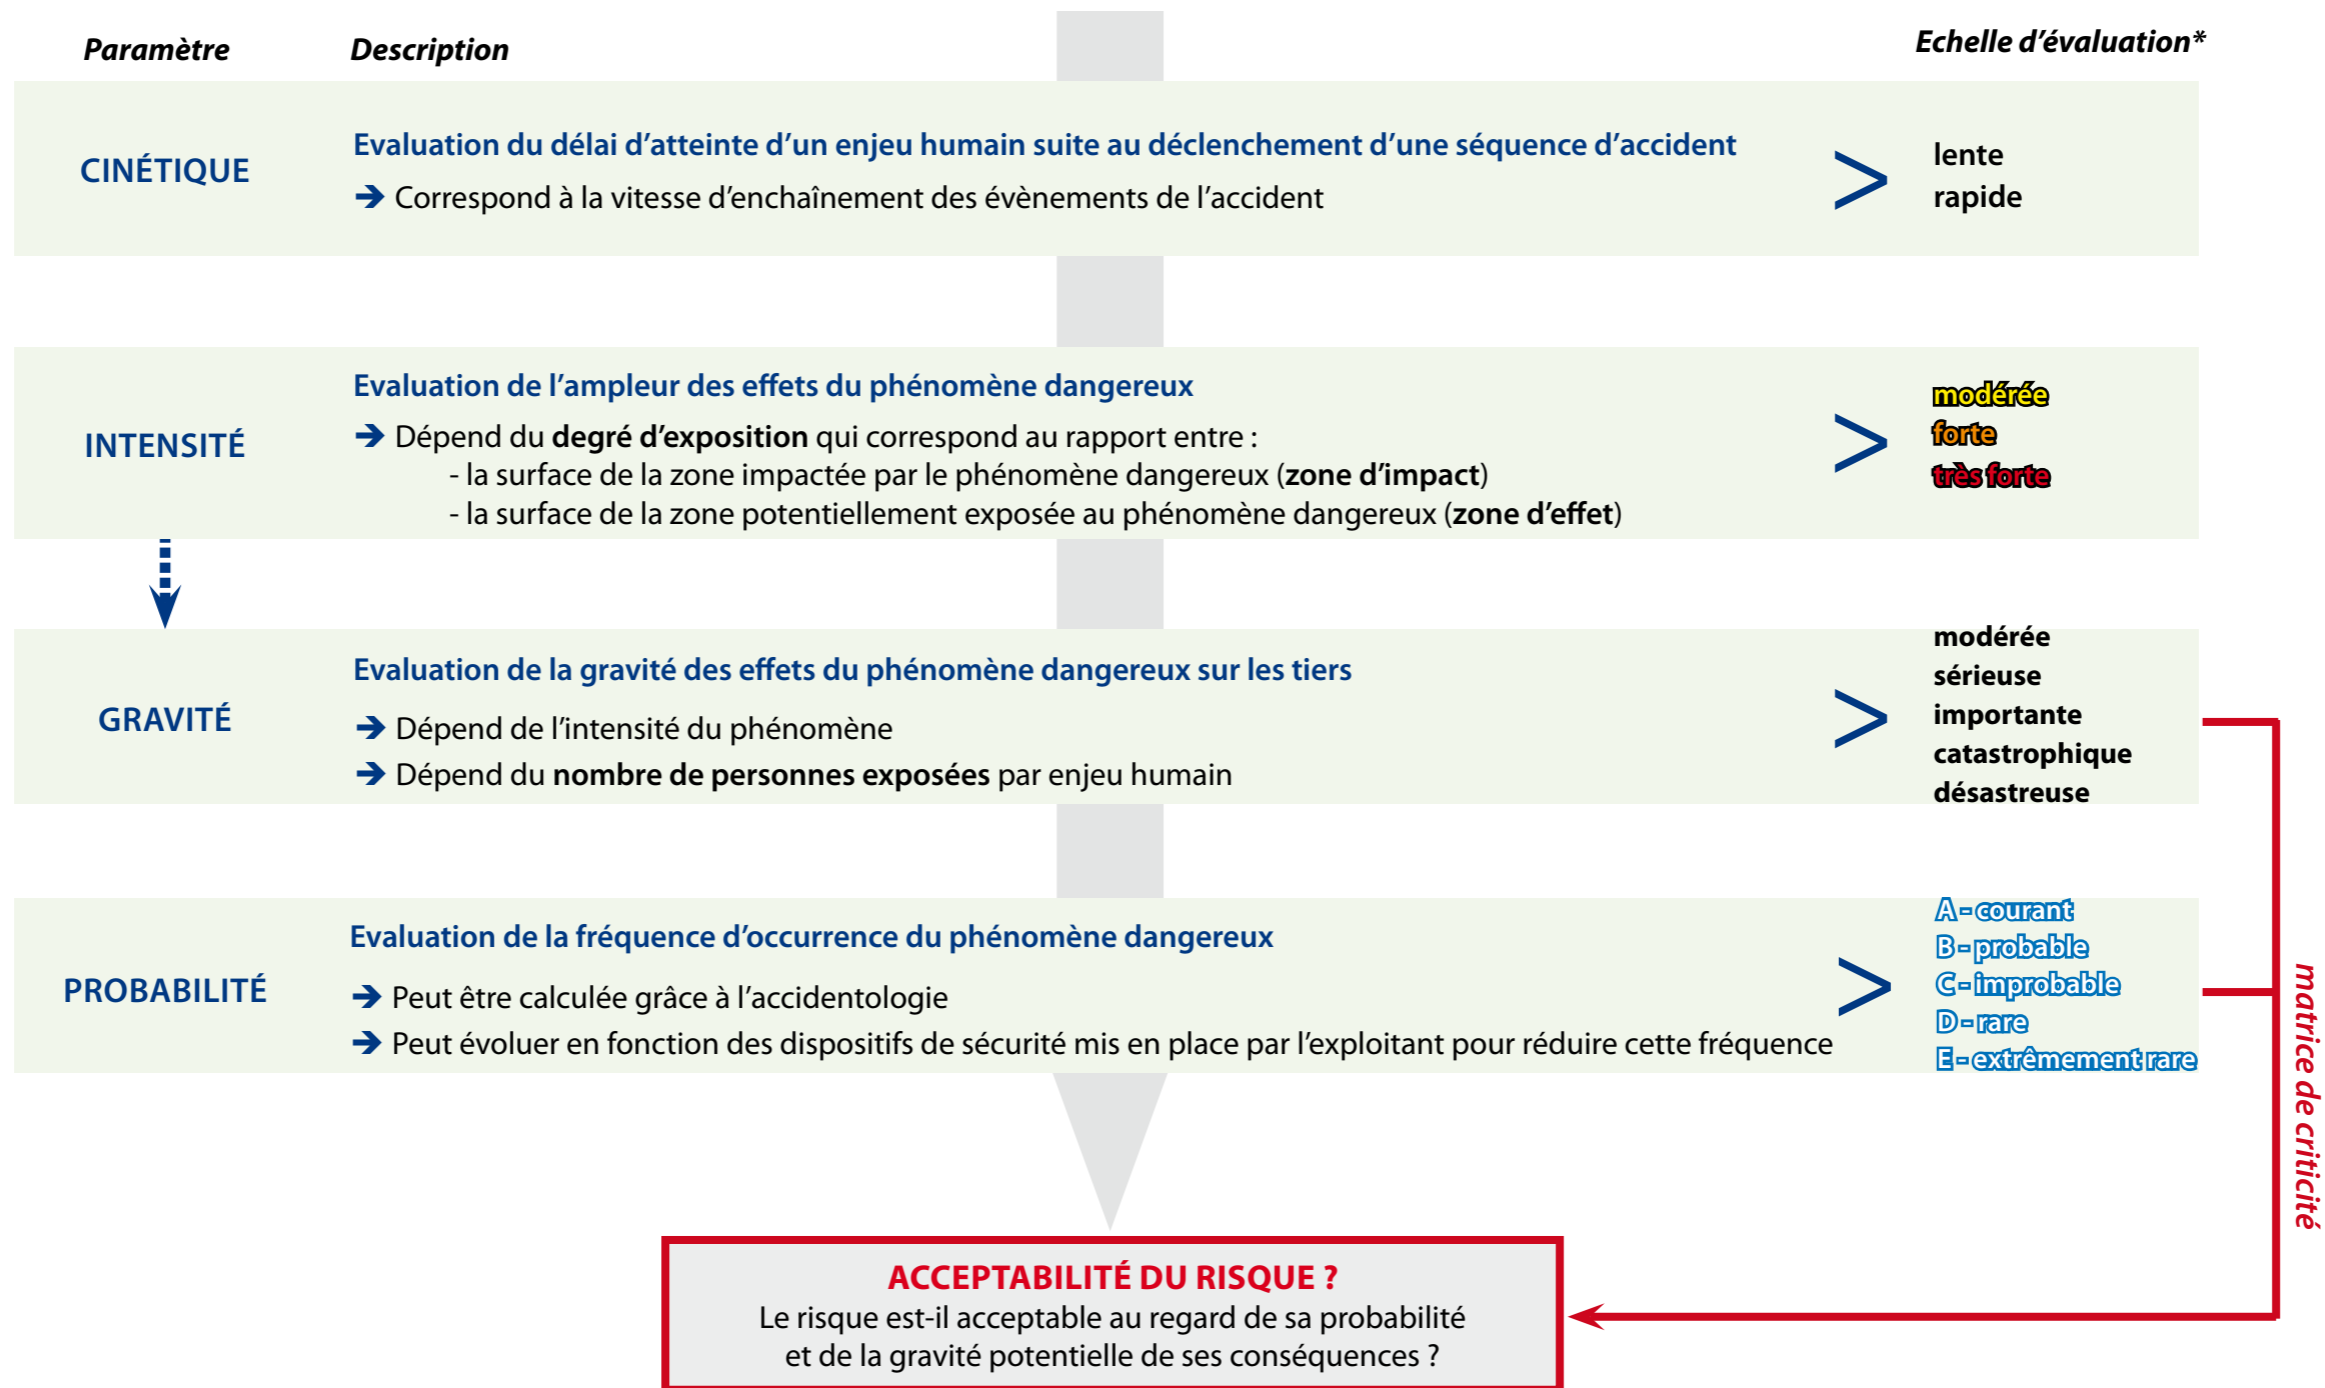 Paramètre
Description
Echelle d’évaluation*
CINÉTIQUE
Evaluation du délai d’atteinte d’un enjeu humain suite au déclenchement d’une séquence d’accident
➔ Correspond à la vitesse d’enchaînement des évènements de l’accident
>
lente
rapide
INTENSITÉ
Evaluation de l’ampleur des effets du phénomène dangereux
➔ Dépend du degré d’exposition qui correspond au rapport entre :
- la surface de la zone impactée par le phénomène dangereux (zone d’impact)
- la surface de la zone potentiellement exposée au phénomène dangereux (zone d’effet)
>
modérée
forte
très forte
GRAVITÉ
Evaluation de la gravité des effets du phénomène dangereux sur les tiers
➔ Dépend de l’intensité du phénomène
➔ Dépend du nombre de personnes exposées par enjeu humain
>
modérée
sérieuse
importante
catastrophique
désastreuse
PROBABILITÉ
Evaluation de la fréquence d’occurrence du phénomène dangereux
➔ Peut être calculée grâce à l’accidentologie
➔ Peut évoluer en fonction des dispositifs de sécurité mis en place par l’exploitant pour réduire cette fréquence
>
A - courant
B - probable
C - improbable
D - rare
E - extrêmement rare
matrice de criticité
ACCEPTABILITÉ DU RISQUE ?
Le risque est-il acceptable au regard de sa probabilité
et de la gravité potentielle de ses conséquences ?